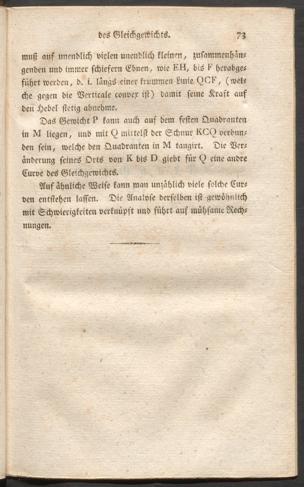 des Gleichgewichts. 73
muß auf unendlich vielen unendlich kleinen, zusammenhän-
genden und immer schiefern Ebnen, wie EH, bis F herabge-
führt werden, d. i. längs einer krummen Linie QCF, (wel-
che gegen die Verticale convex ist) damit seine Kraft auf
den Hebel stetig abnehme.
Das Gewicht P kann auch auf dem festen Quadranten
in M liegen, und mit Q mittelst der Schnur KCQ verbun-
den sein, welche den Quadranten in M tangirt. Die Ver-
änderung seines Orts von K bis D giebt für Q eine andre
Curve des Gleichgewichts.
Auf ähnliche Weise kann man unzählich viele solche Cur-
ven entstehen lassen. Die Analyse derselben ist gewöhnlich
mit Schwierigkeiten verknüpft und führt auf mühsame Rech-
nungen.